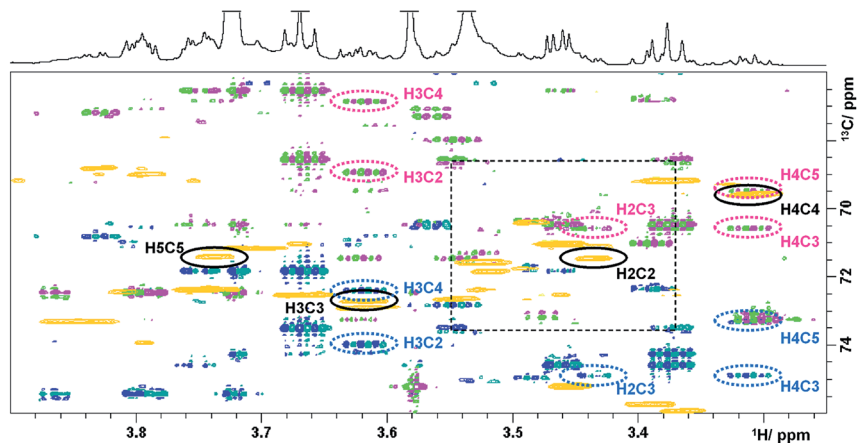 H3C4
¹³C/ ppm
H3C2
H4C5
H4C4
70
H2C3
H4C3
H5C5
H2C2
72
H3C4
H3C3
H4C5
H3C2
74
H2C3
H4C3
3.8
3.7
3.6
3.5
3.4
¹H/ ppm